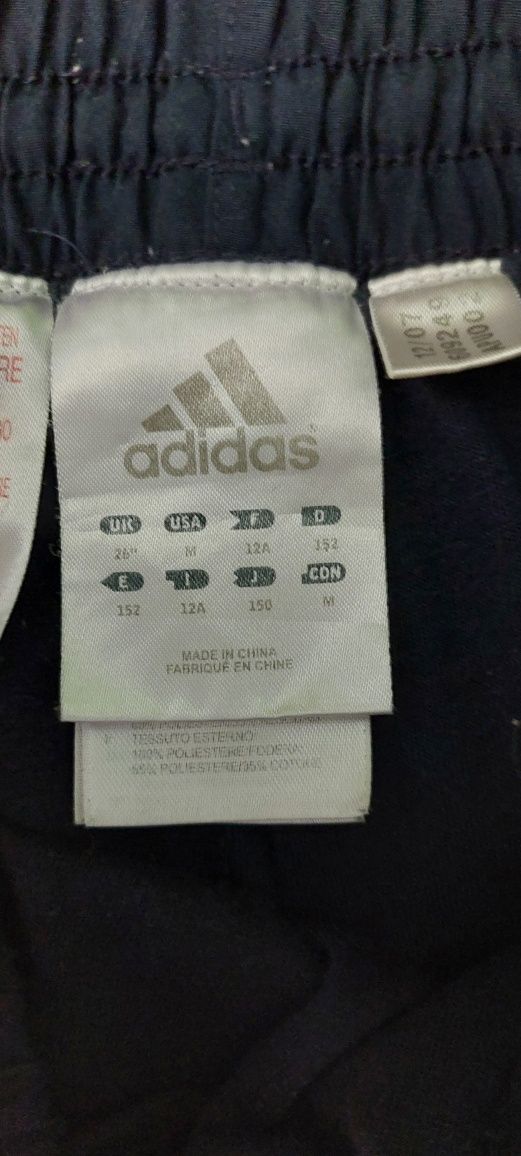 adidas
UK USA F D
26" M 12A 152
E I J CDN
152 12A 150 M
MADE IN CHINA
FABRIQUÉ EN CHINE
TESSUTO ESTERNO:
100% POLIESTERE/FODERA:
65% POLIESTERE/35% COTONE
12/07